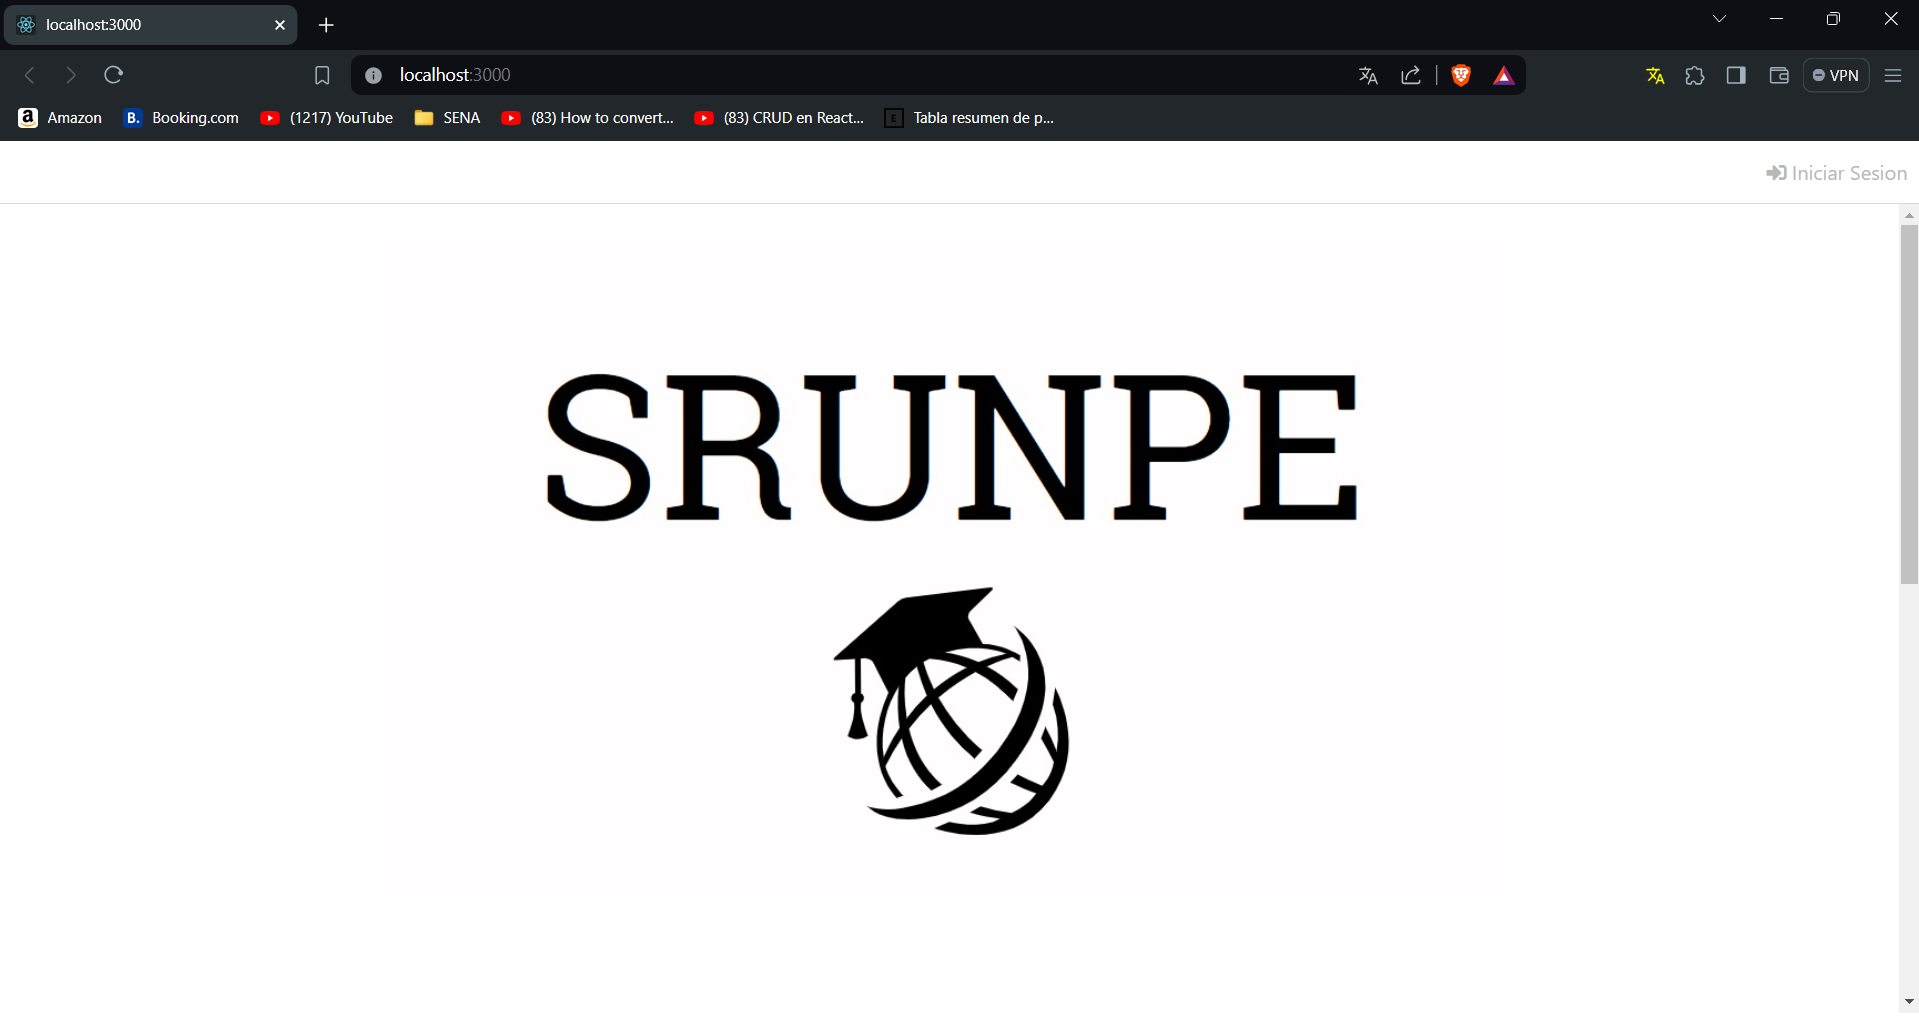 localhost:3000
localhost:3000
VPN
a Amazon B. Booking.com (1217) YouTube SENA (83) How to convert... (83) CRUD en React... E Tabla resumen de p...
Iniciar Sesion
SRUNPE